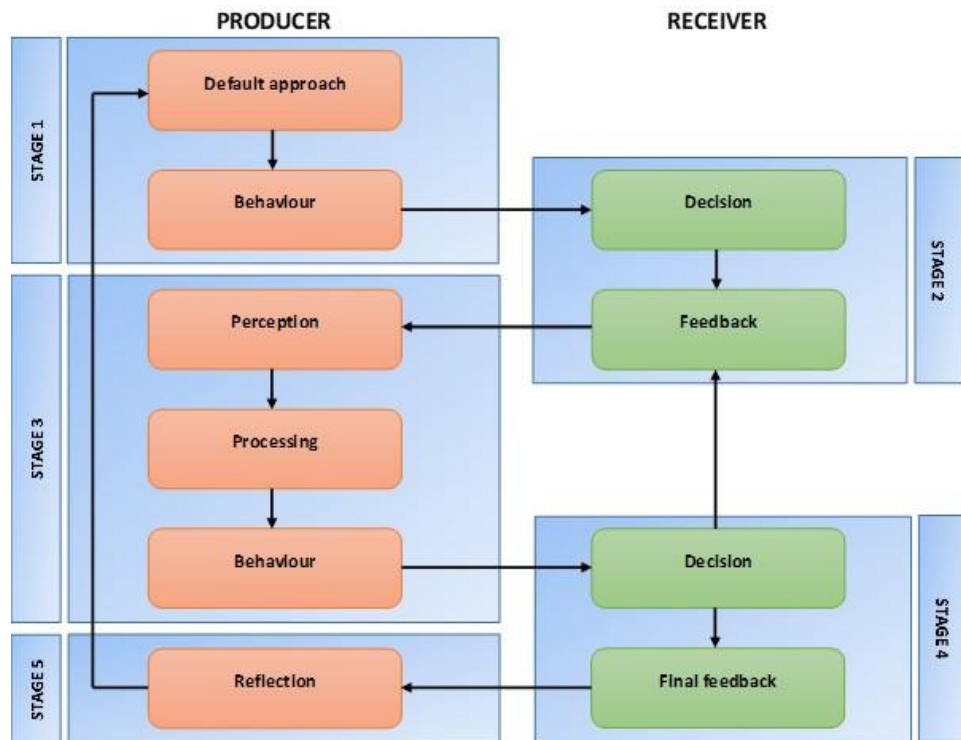 PRODUCER
RECEIVER
STAGE 1
Default approach
Behaviour
STAGE 2
Decision
Feedback
STAGE 3
Perception
Processing
Behaviour
STAGE 4
Decision
Final feedback
STAGE 5
Reflection